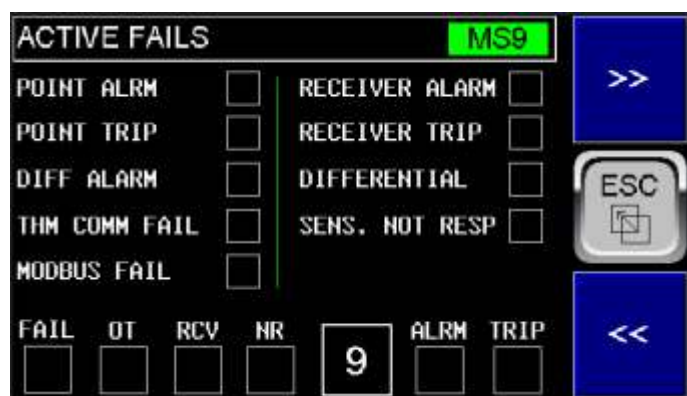 ACTIVE FAILS MS9
>>
POINT ALRM RECEIVER ALARM
POINT TRIP RECEIVER TRIP
DIFF ALARM DIFFERENTIAL
ESC
THM COMM FAIL SENS. NOT RESP
MODBUS FAIL
FAIL OT RCV NR 9 ALRM TRIP
<<